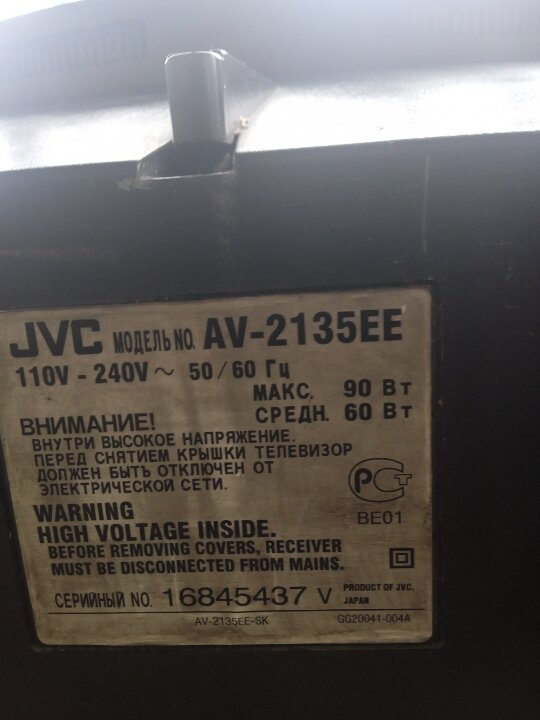 JVC МОДЕЛЬ NO. AV-2135EE
110V - 240V ~ 50 / 60 Гц
МАКС. 90 Вт
СРЕДН. 60 Вт
ВНИМАНИЕ!
ВНУТРИ ВЫСОКОЕ НАПРЯЖЕНИЕ.
ПЕРЕД СНЯТИЕМ КРЫШКИ ТЕЛЕВИЗОР
ДОЛЖЕН БЫТЬ ОТКЛЮЧЕН ОТ
ЭЛЕКТРИЧЕСКОЙ СЕТИ.
РСТ
BE01
WARNING
HIGH VOLTAGE INSIDE.
BEFORE REMOVING COVERS, RECEIVER
MUST BE DISCONNECTED FROM MAINS.
СЕРИЙНЫЙ NO. 16845437 V
PRODUCT OF JVC.
JAPAN
AV-2135EE-SK
GG20041-004A